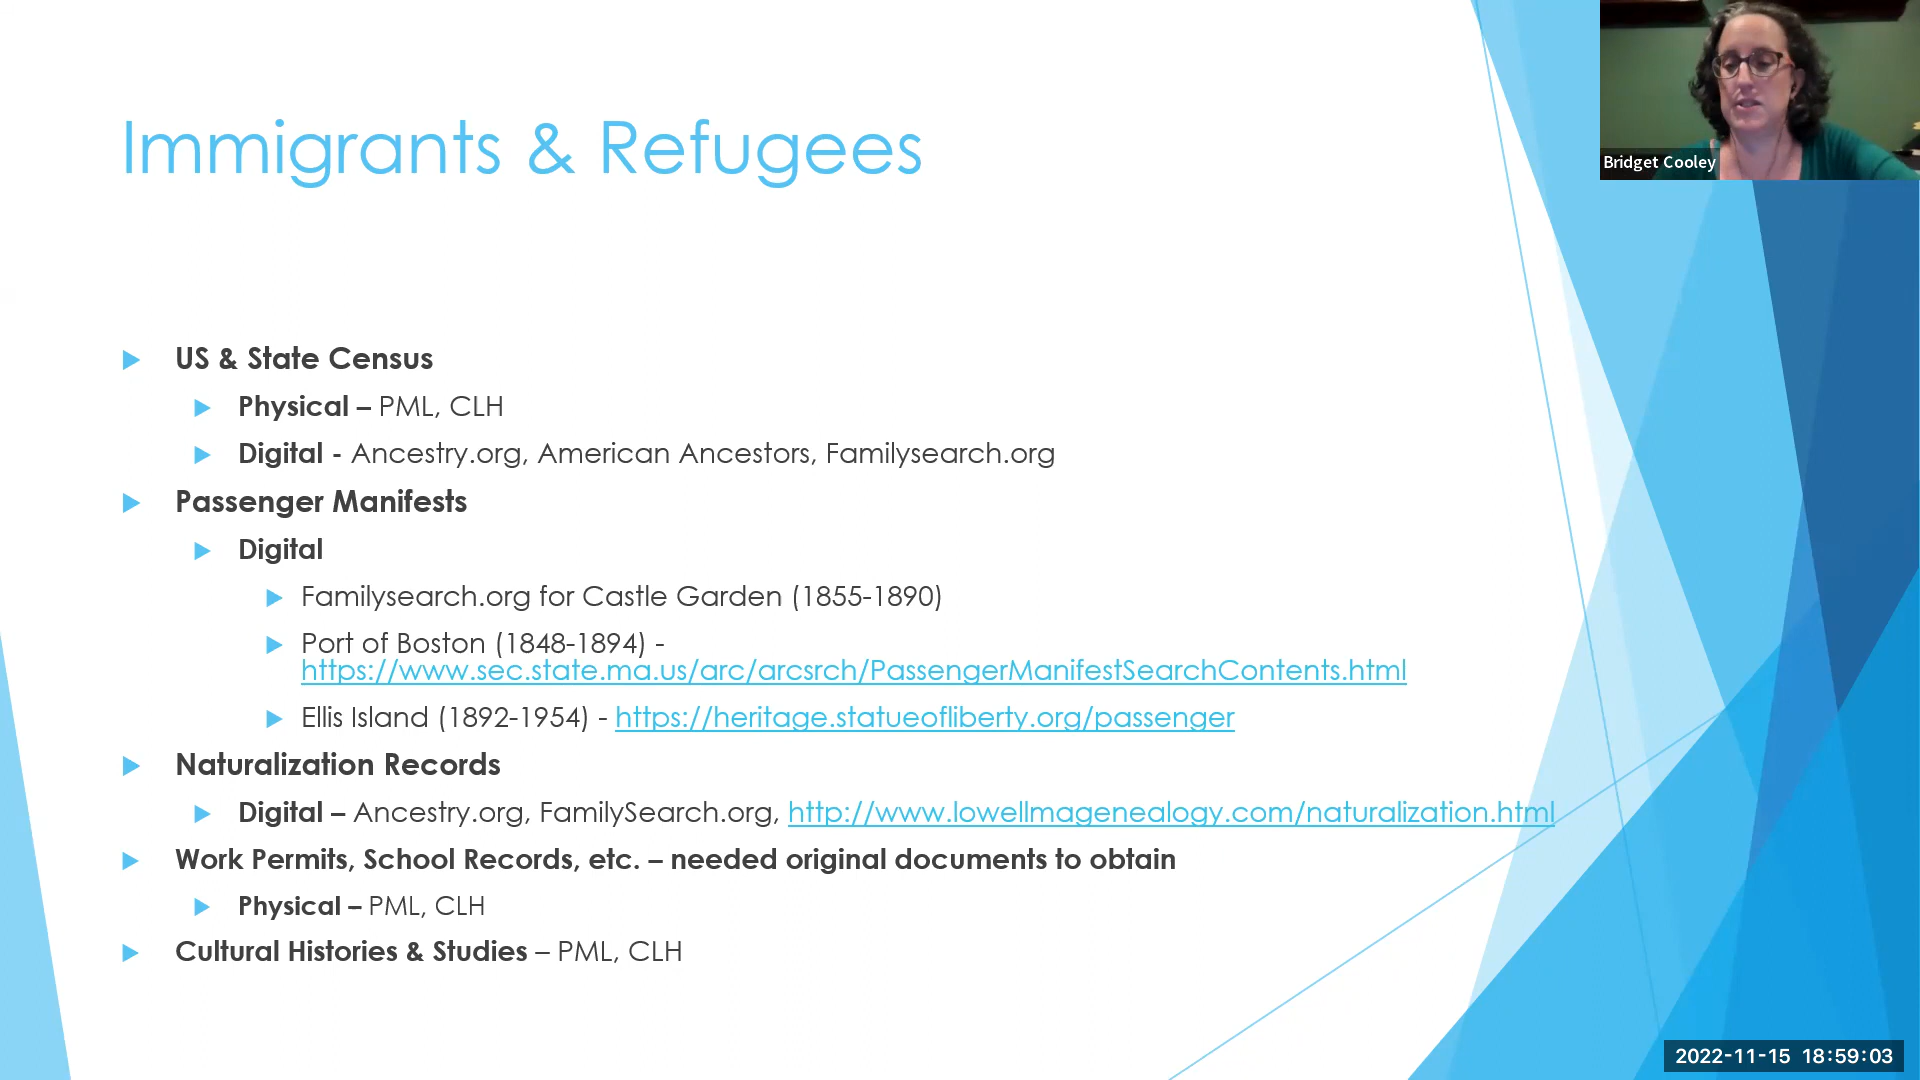 Immigrants & Refugees
Bridget Cooley
US & State Census
Physical – PML, CLH
Digital - Ancestry.org, American Ancestors, Familysearch.org
Passenger Manifests
Digital
Familysearch.org for Castle Garden (1855-1890)
Port of Boston (1848-1894) -
https://www.sec.state.ma.us/arc/arcsrch/PassengerManifestSearchContents.html
Ellis Island (1892-1954) - https://heritage.statueofliberty.org/passenger
Naturalization Records
Digital – Ancestry.org, FamilySearch.org, http://www.lowellmagenealogy.com/naturalization.html
Work Permits, School Records, etc. – needed original documents to obtain
Physical – PML, CLH
Cultural Histories & Studies – PML, CLH
2022-11-15 18:59:03